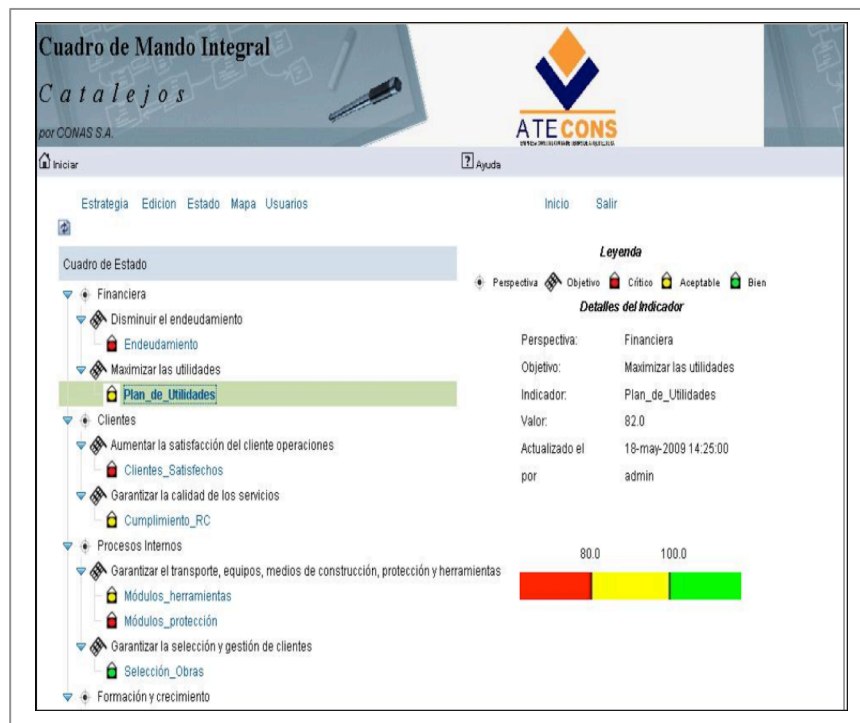 Cuadro de Mando Integral
Catalejos
por CONAS S.A.
ATECONS
Iniciar
? Ayuda
Estrategia Edicion Estado Mapa Usuarios
Inicio Salir
Cuadro de Estado
Financiera
Disminuir el endeudamiento
Endeudamiento
Maximizar las utilidades
Plan_de_Utilidades
Clientes
Aumentar la satisfacción del cliente operaciones
Clientes_Satisfechos
Garantizar la calidad de los servicios
Cumplimiento_RC
Procesos Internos
Garantizar el transporte, equipos, medios de construcción, protección y herramientas
Módulos_herramientas
Módulos_protección
Garantizar la selección y gestión de clientes
Selección_Obras
Formación y crecimiento
Leyenda
Perspectiva Objetivo Crítico Aceptable Bien
Detalles del Indicador
Perspectiva: Financiera
Objetivo: Maximizar las utilidades
Indicador: Plan_de_Utilidades
Valor: 82.0
Actualizado el 18-may-2009 14:25:00
por admin
80.0 100.0